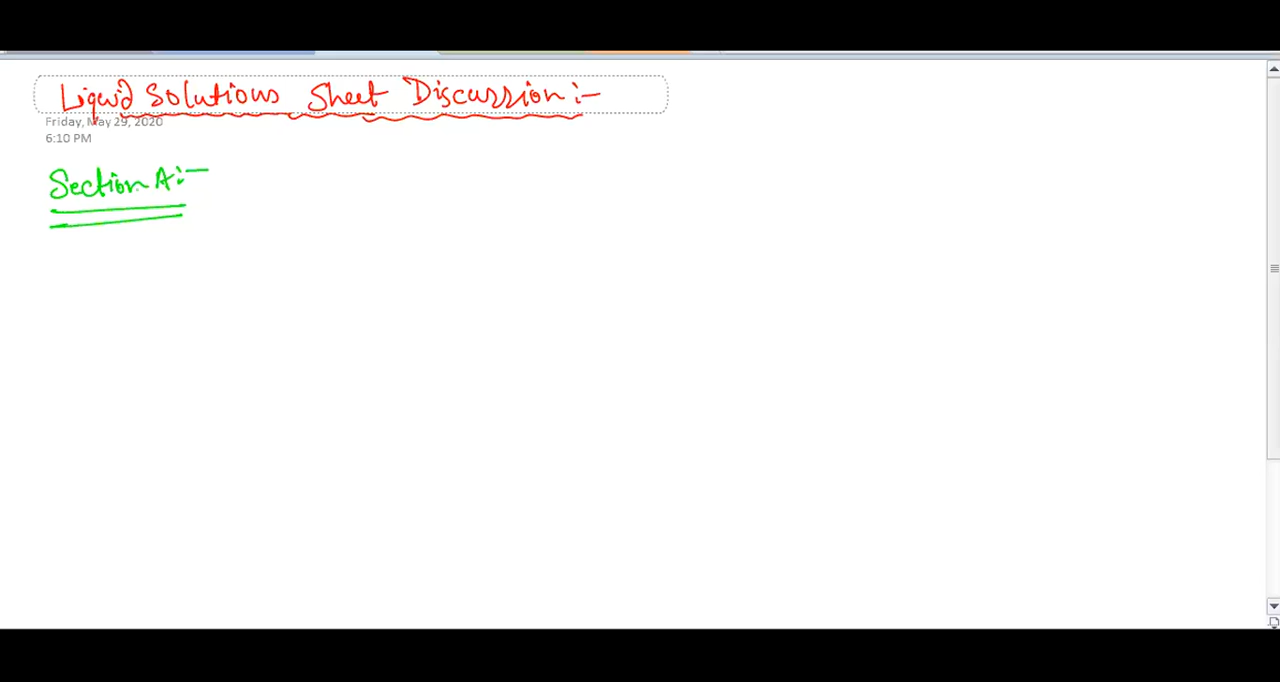 Liquid Solutions Sheet Discussion:-
Friday, May 29, 2020
6:10 PM
Section A:-